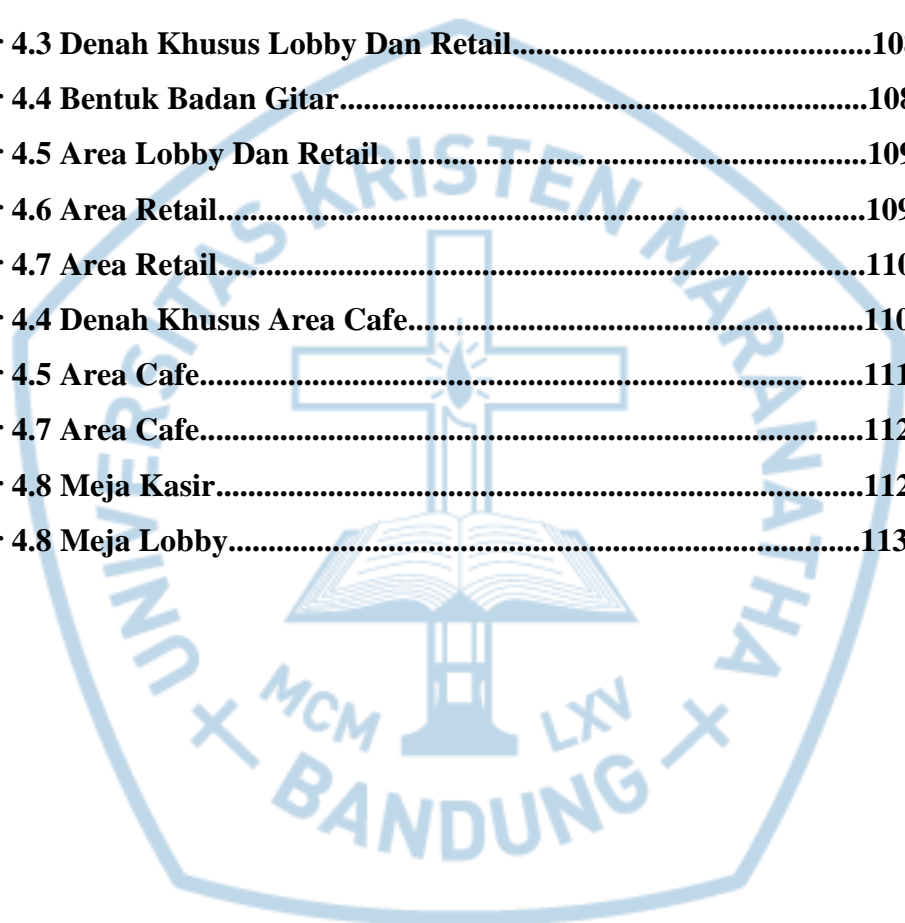 r 4.3 Denah Khusus Lobby Dan Retail.............................................108
r 4.4 Bentuk Badan Gitar..................................................................108
r 4.5 Area Lobby Dan Retail.............................................................109
r 4.6 Area Retail.................................................................................109
r 4.7 Area Retail.................................................................................110
r 4.4 Denah Khusus Area Cafe.........................................................110
r 4.5 Area Cafe...................................................................................111
r 4.7 Area Cafe...................................................................................112
r 4.8 Meja Kasir.................................................................................112
r 4.8 Meja Lobby...............................................................................113
UNIVERSITAS KRISTEN MARANATHA
MCM LXV
BANDUNG